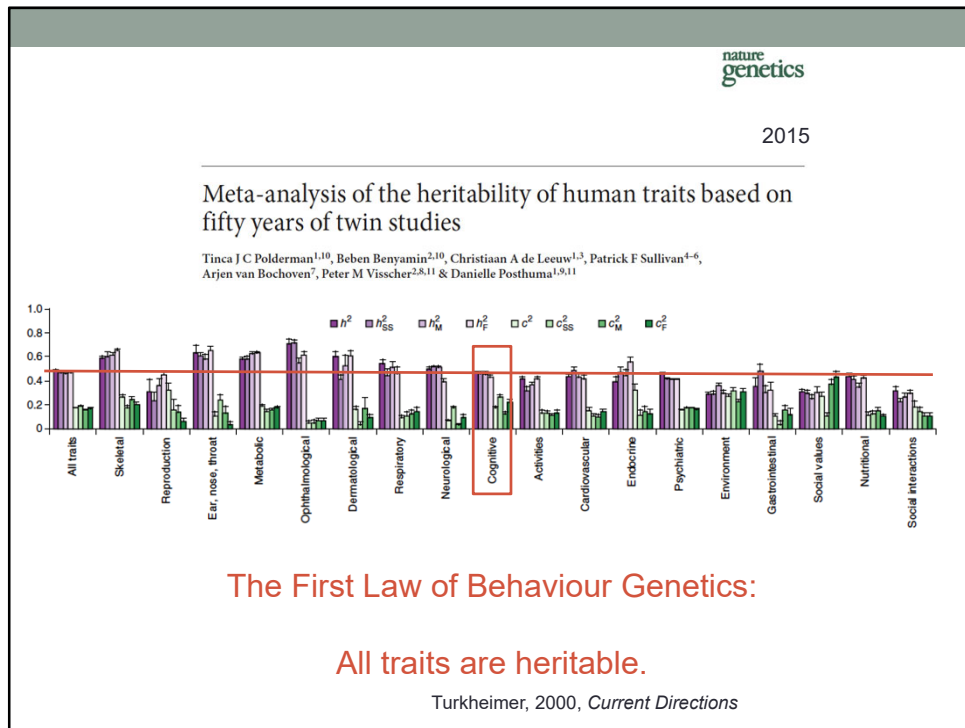 nature
genetics
2015
Meta-analysis of the heritability of human traits based on
fifty years of twin studies
Tinca J C Polderman1,10, Beben Benyamin2,10, Christiaan A de Leeuw1,3, Patrick F Sullivan4–6,
Arjen van Bochoven7, Peter M Visscher2,8,11 & Danielle Posthuma1,9,11
1.0
0.8
0.6
0.4
0.2
0
h² h²SS h²M h²F c² c²SS c²M c²F
All traits
Skeletal
Reproduction
Ear, nose, throat
Metabolic
Ophthalmological
Dermatological
Respiratory
Neurological
Cognitive
Activities
Cardiovascular
Endocrine
Psychiatric
Environment
Gastrointestinal
Social values
Nutritional
Social interactions
The First Law of Behaviour Genetics:
All traits are heritable.
Turkheimer, 2000, Current Directions